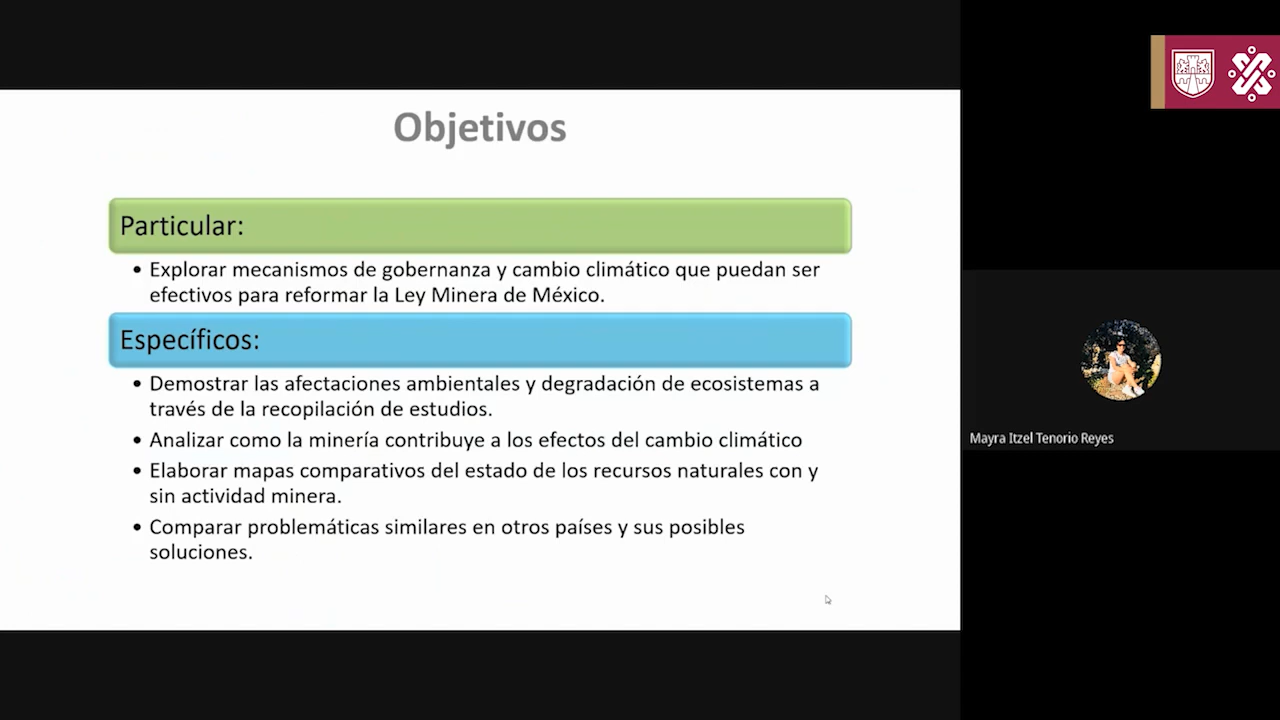 Objetivos
Particular:
• Explorar mecanismos de gobernanza y cambio climático que puedan ser
efectivos para reformar la Ley Minera de México.
Específicos:
• Demostrar las afectaciones ambientales y degradación de ecosistemas a
través de la recopilación de estudios.
• Analizar como la minería contribuye a los efectos del cambio climático
• Elaborar mapas comparativos del estado de los recursos naturales con y
sin actividad minera.
• Comparar problemáticas similares en otros países y sus posibles
soluciones.
Mayra Itzel Tenorio Reyes